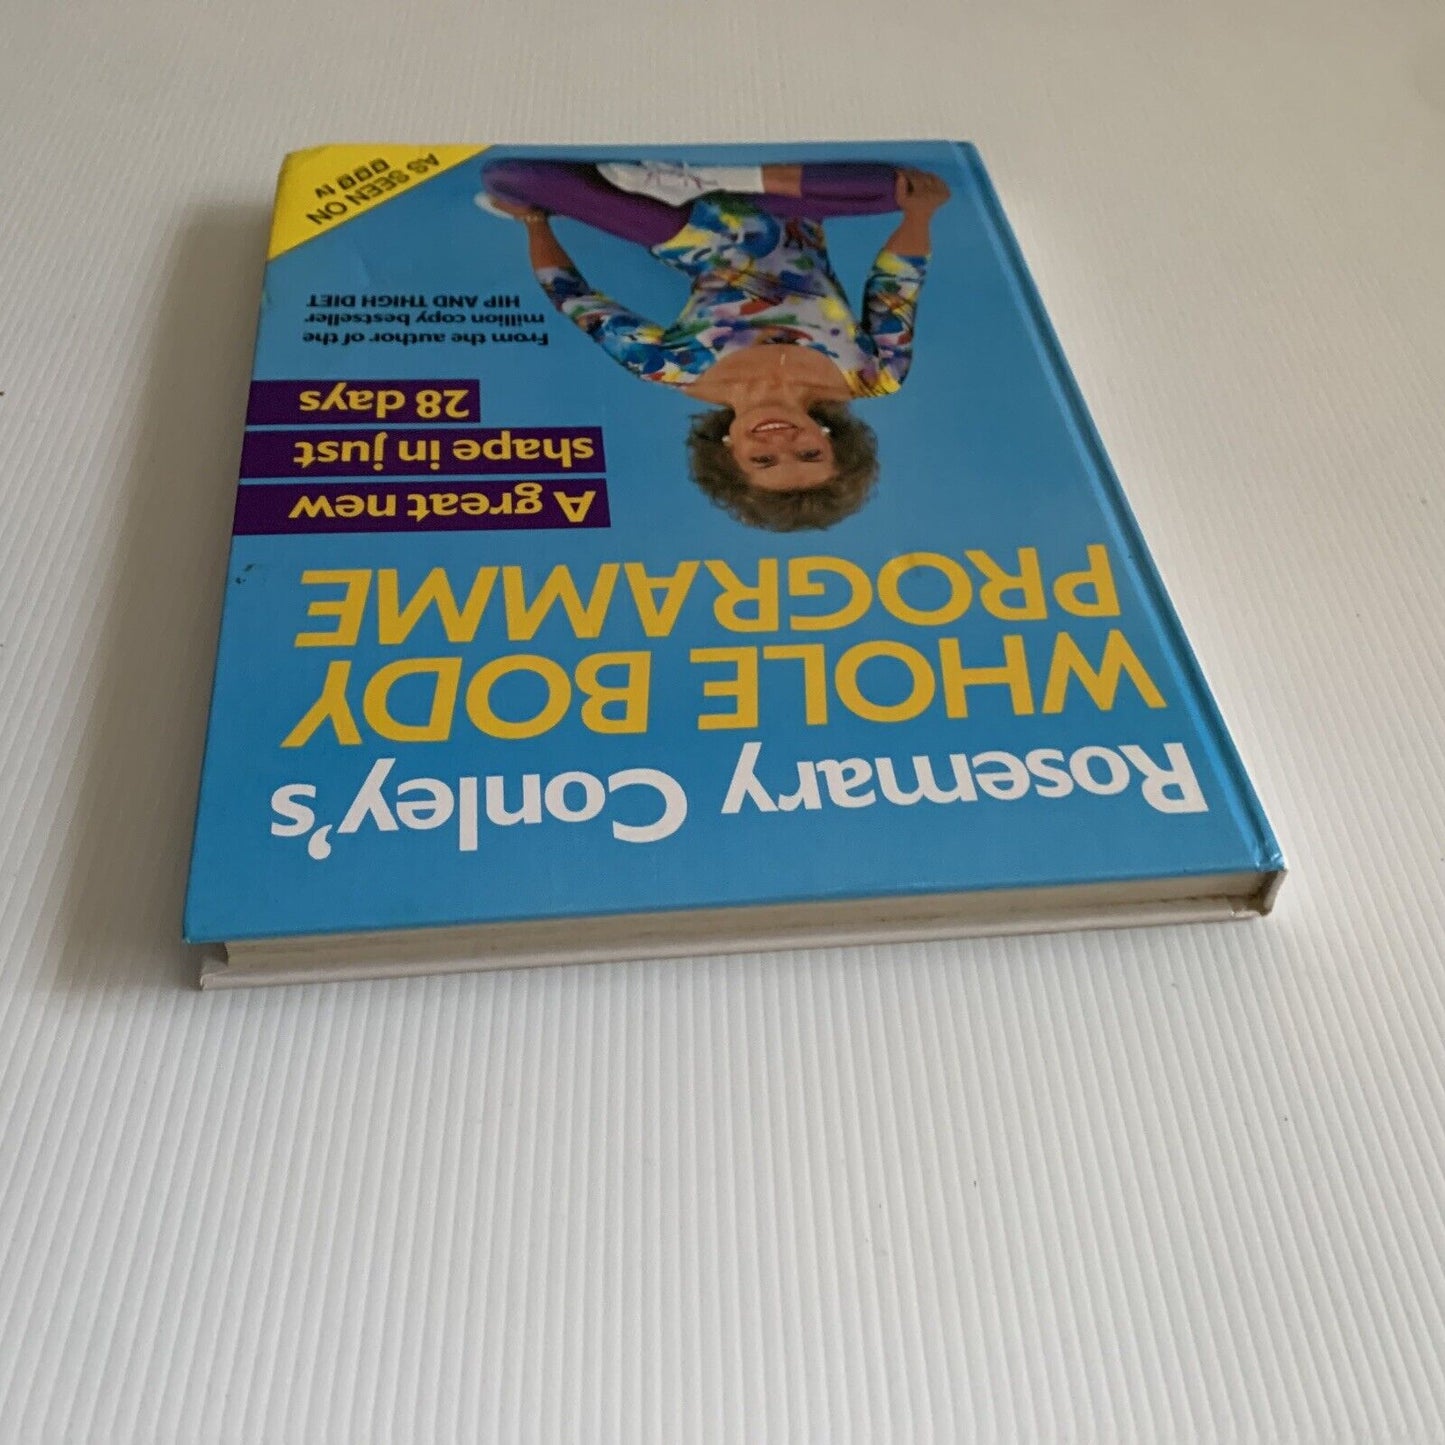 Rosemary Conley's
WHOLE BODY
PROGRAMME
A great new
shape in just
28 days
From the author of the
million copy bestseller
HIP AND THIGH DIET
AS SEEN ON
BBC TV